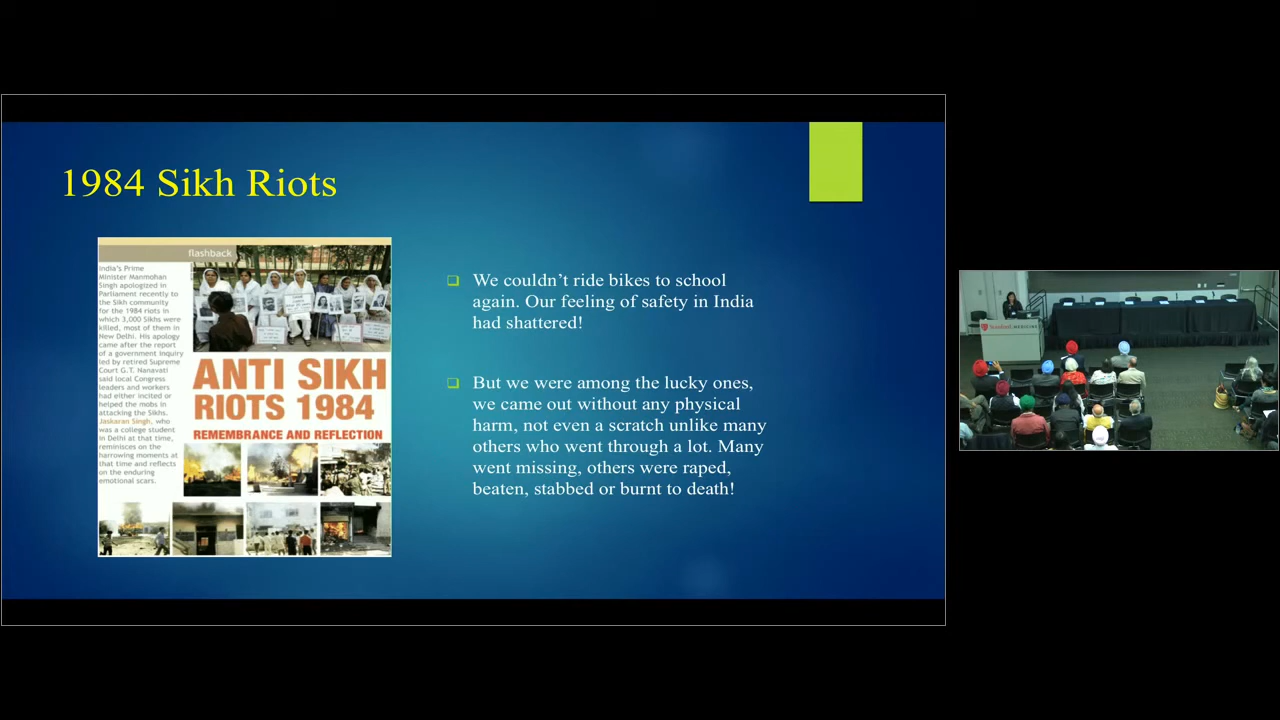 1984 Sikh Riots
flashback
India's Prime
Minister Manmohan
Singh apologized in
Parliament recently to
the Sikh community
for the 1984 riots in
which 3,000 Sikhs were
killed, most of them in
New Delhi. His apology
came after the report
of a government inquiry
led by retired Supreme
Court G.T. Nanavati
said local Congress
leaders and workers
had either incited or
helped the mobs in
attacking the Sikhs.
Jaskaran Singh, who
was a college student
in Delhi at that time,
reminisces on the
harrowing moments at
that time and reflects
on the enduring
emotional scars.
ANTI SIKH
RIOTS 1984
REMEMBRANCE AND REFLECTION
❑ We couldn't ride bikes to school
again. Our feeling of safety in India
had shattered!
❑ But we were among the lucky ones,
we came out without any physical
harm, not even a scratch unlike many
others who went through a lot. Many
went missing, others were raped,
beaten, stabbed or burnt to death!
Stanford MEDICINE